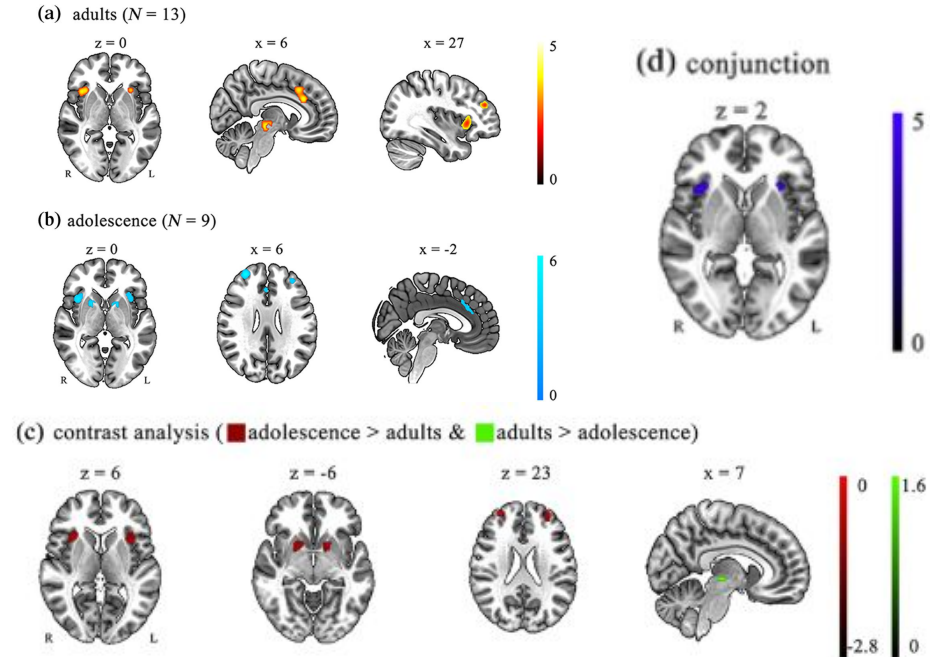 (a) adults (N = 13)
z = 0
x = 6
x = 27
5
0
R
L
(b) adolescence (N = 9)
z = 0
x = 6
x = -2
6
0
R
L
(c) contrast analysis (adolescence > adults & adults > adolescence)
z = 6
z = -6
z = 23
x = 7
0
-2.8
1.6
0
R
L
(d) conjunction
z = 2
5
0
R
L